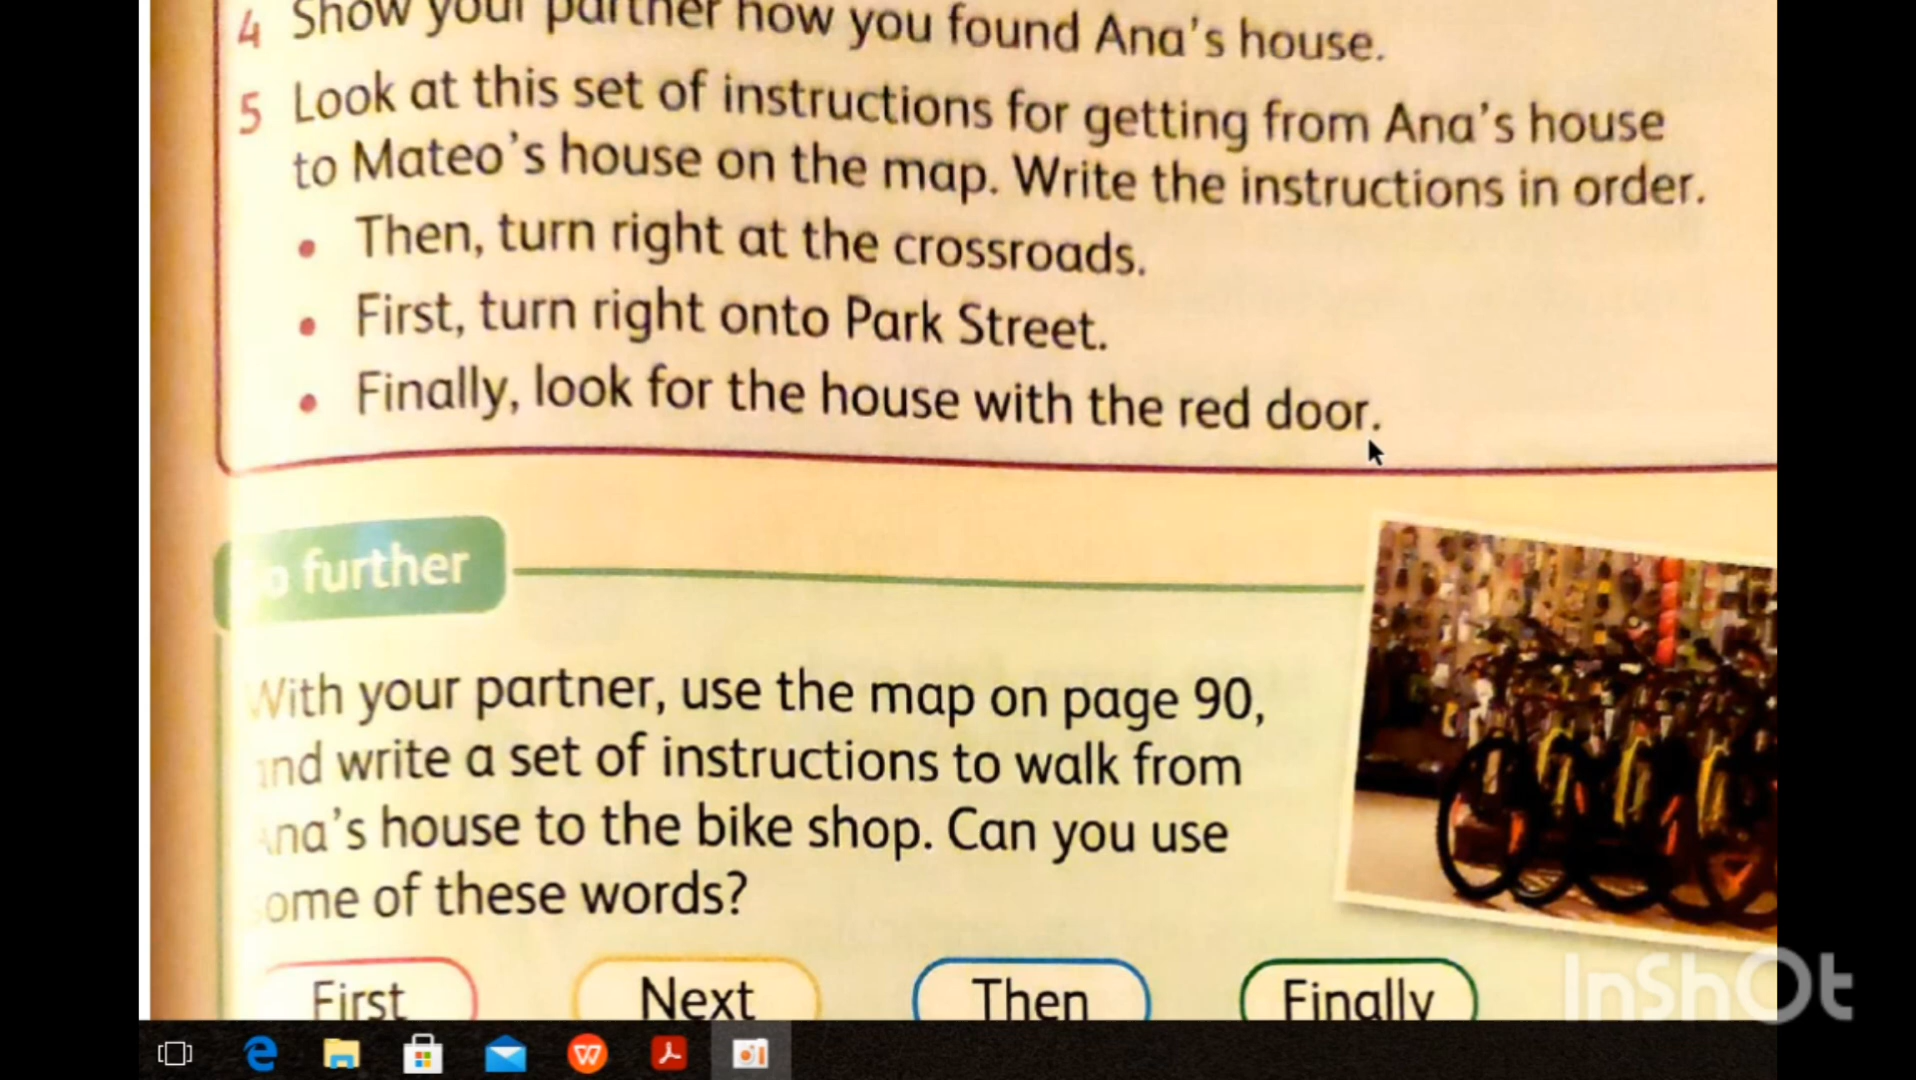 4 Show your partner how you found Ana's house.
5 Look at this set of instructions for getting from Ana's house
to Mateo's house on the map. Write the instructions in order.
• Then, turn right at the crossroads.
• First, turn right onto Park Street.
• Finally, look for the house with the red door.
further
With your partner, use the map on page 90,
and write a set of instructions to walk from
Ana's house to the bike shop. Can you use
some of these words?
First Next Then Finally
InShOt